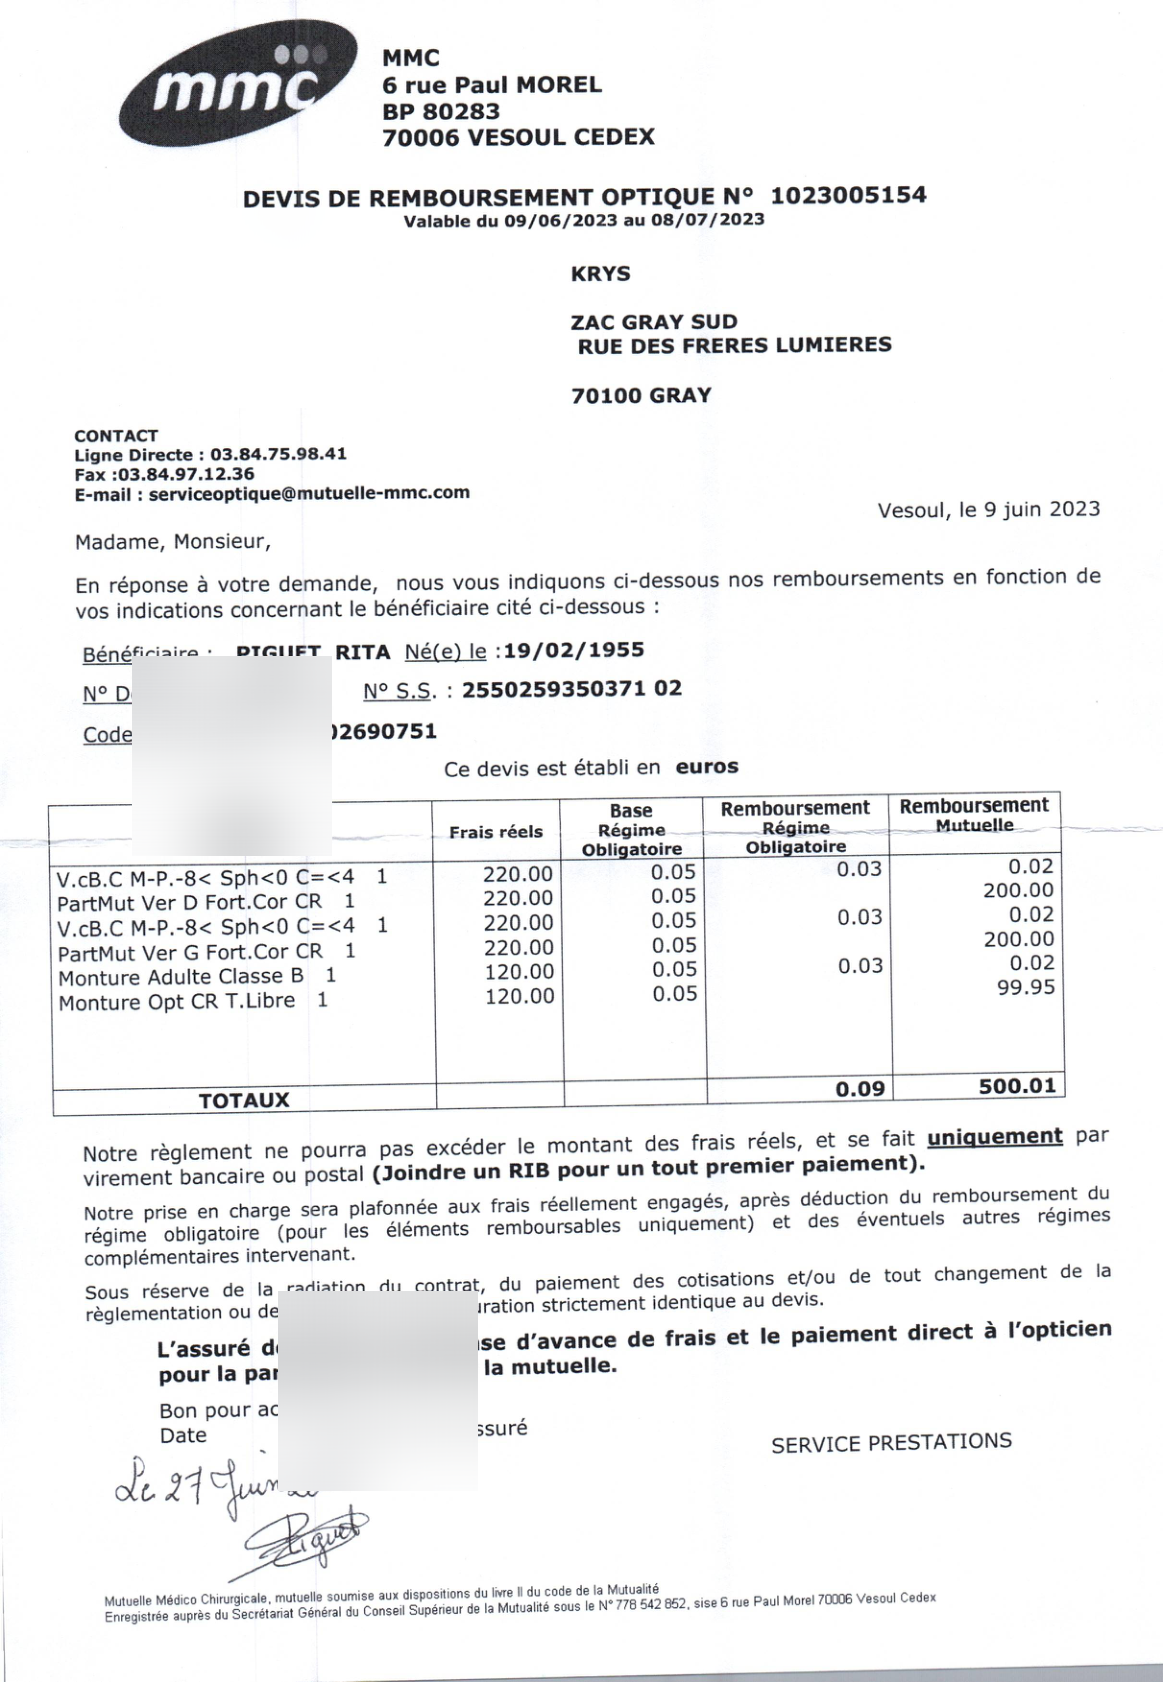 mmc
MMC
6 rue Paul MOREL
BP 80283
70006 VESOUL CEDEX
DEVIS DE REMBOURSEMENT OPTIQUE N° 1023005154
Valable du 09/06/2023 au 08/07/2023
KRYS
ZAC GRAY SUD
RUE DES FRERES LUMIERES
70100 GRAY
CONTACT
Ligne Directe : 03.84.75.98.41
Fax :03.84.97.12.36
E-mail : serviceoptique@mutuelle-mmc.com
Vesoul, le 9 juin 2023
Madame, Monsieur,
En réponse à votre demande, nous vous indiquons ci-dessous nos remboursements en fonction de
vos indications concernant le bénéficiaire cité ci-dessous :
Bénéficiaire : PIGUET RITA Né(e) le :19/02/1955
N° N° S.S. : 2550259350371 02
Code 02690751
Ce devis est établi en euros
Frais réels Base Régime Obligatoire Remboursement Régime Obligatoire Remboursement Mutuelle
V.cB.C M-P.-8< Sph<0 C=<4 1 220.00 0.05 0.03 0.02
PartMut Ver D Fort.Cor CR 1 220.00 0.05 200.00
V.cB.C M-P.-8< Sph<0 C=<4 1 220.00 0.05 0.03 0.02
PartMut Ver G Fort.Cor CR 1 220.00 0.05 200.00
Monture Adulte Classe B 1 120.00 0.05 0.03 0.02
Monture Opt CR T.Libre 1 120.00 0.05 99.95
TOTAUX 0.09 500.01
Notre règlement ne pourra pas excéder le montant des frais réels, et se fait uniquement par
virement bancaire ou postal (Joindre un RIB pour un tout premier paiement).
Notre prise en charge sera plafonnée aux frais réellement engagés, après déduction du remboursement du
régime obligatoire (pour les éléments remboursables uniquement) et des éventuels autres régimes
complémentaires intervenant.
Sous réserve de la radiation du contrat, du paiement des cotisations et/ou de tout changement de la
règlementation ou de uration strictement identique au devis.
L'assuré d'avance de frais et le paiement direct à l'opticien
pour la la mutuelle.
Bon pour
Date ssuré
SERVICE PRESTATIONS
Le 27 Juin
Piguet
Mutuelle Médico Chirurgicale, mutuelle soumise aux dispositions du livre II du code de la Mutualité
Enregistrée auprès du Secrétariat Général du Conseil Supérieur de la Mutualité sous le N° 778 542 852, sise 6 rue Paul Morel 70006 Vesoul Cedex